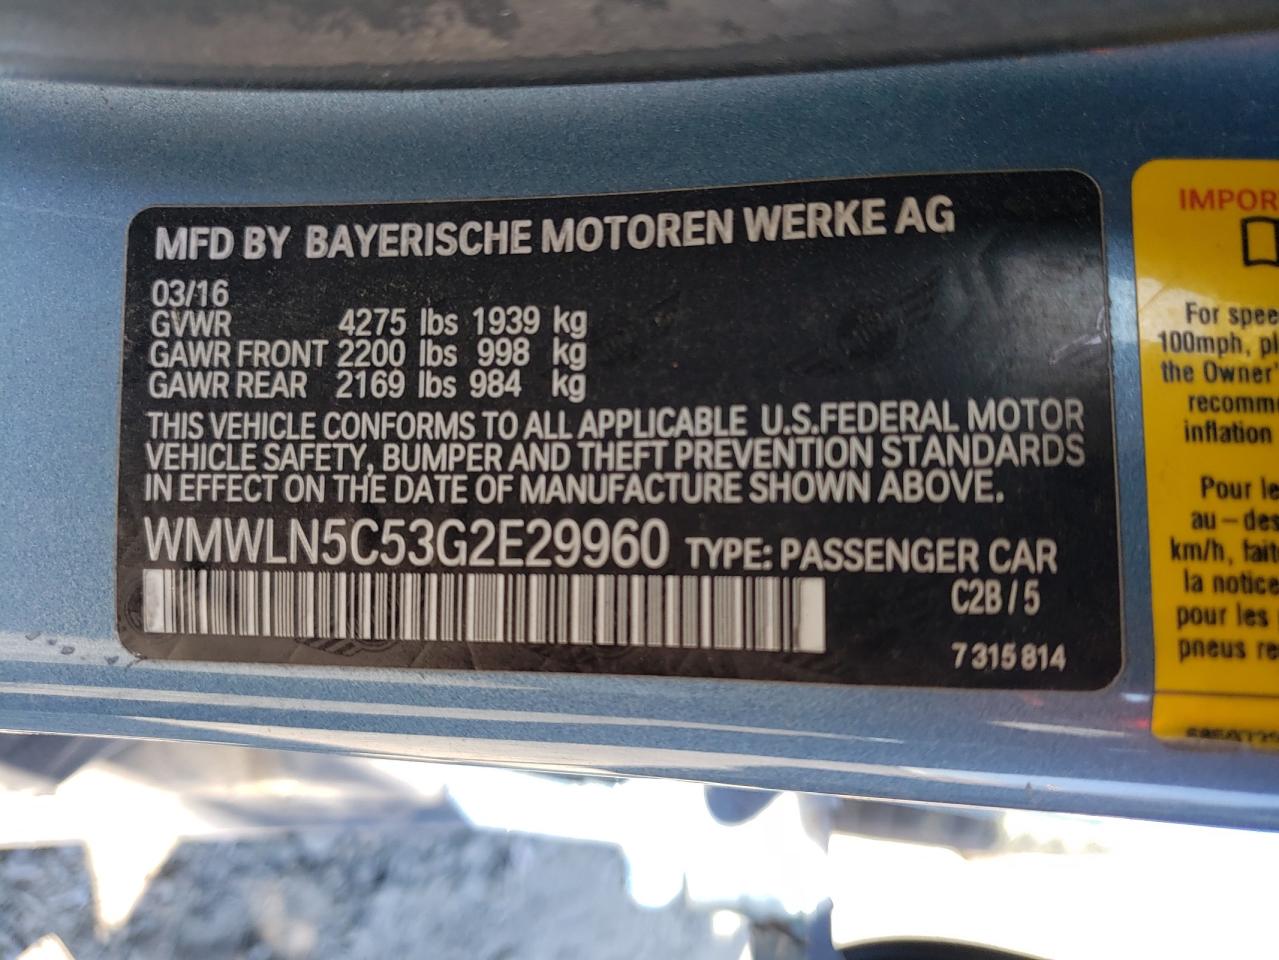 MFD BY BAYERISCHE MOTOREN WERKE AG
03/16
GVWR 4275 lbs 1939 kg
GAWR FRONT 2200 lbs 998 kg
GAWR REAR 2169 lbs 984 kg
THIS VEHICLE CONFORMS TO ALL APPLICABLE U.S.FEDERAL MOTOR
VEHICLE SAFETY, BUMPER AND THEFT PREVENTION STANDARDS
IN EFFECT ON THE DATE OF MANUFACTURE SHOWN ABOVE.
WMWLN5C53G2E29960 TYPE: PASSENGER CAR
C2B / 5
7 315 814
IMPOR
For spee
100mph, pl
the Owner'
recomm
inflation
Pour le
au-des
km/h, fait
la notice
pour les
pneus re